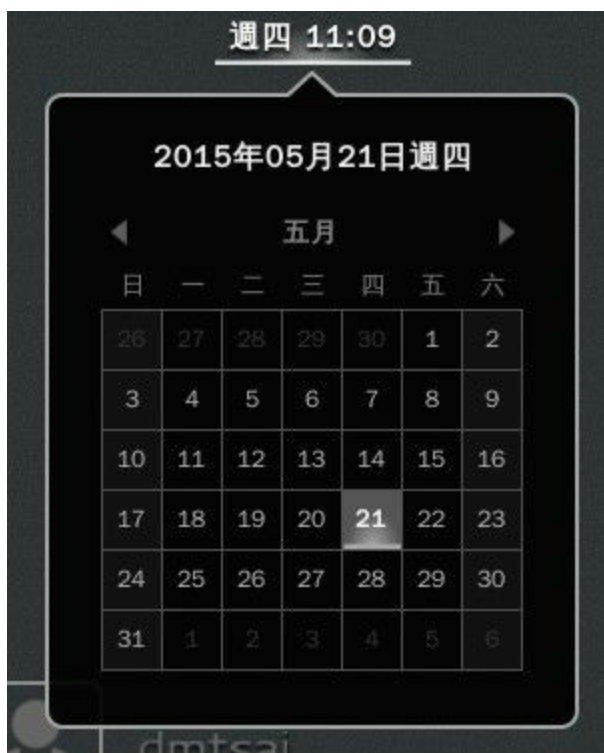 週四 11:09
2015年05月21日週四
五月
日 一 二 三 四 五 六
26 27 28 29 30 1 2
3 4 5 6 7 8 9
10 11 12 13 14 15 16
17 18 19 20 21 22 23
24 25 26 27 28 29 30
31 1 2 3 4 5 6
dmtsai